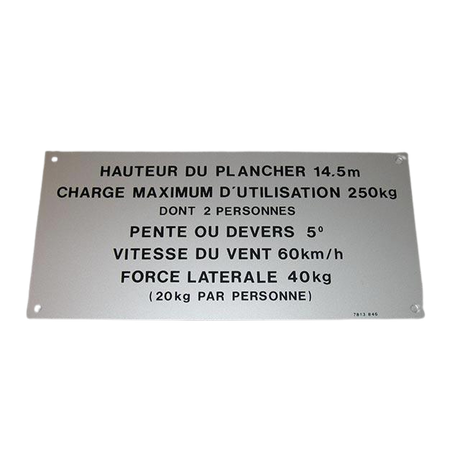 HAUTEUR DU PLANCHER 14.5m
CHARGE MAXIMUM D'UTILISATION 250kg
DONT 2 PERSONNES
PENTE OU DEVERS 5°
VITESSE DU VENT 60km/h
FORCE LATERALE 40kg
(20kg PAR PERSONNE)